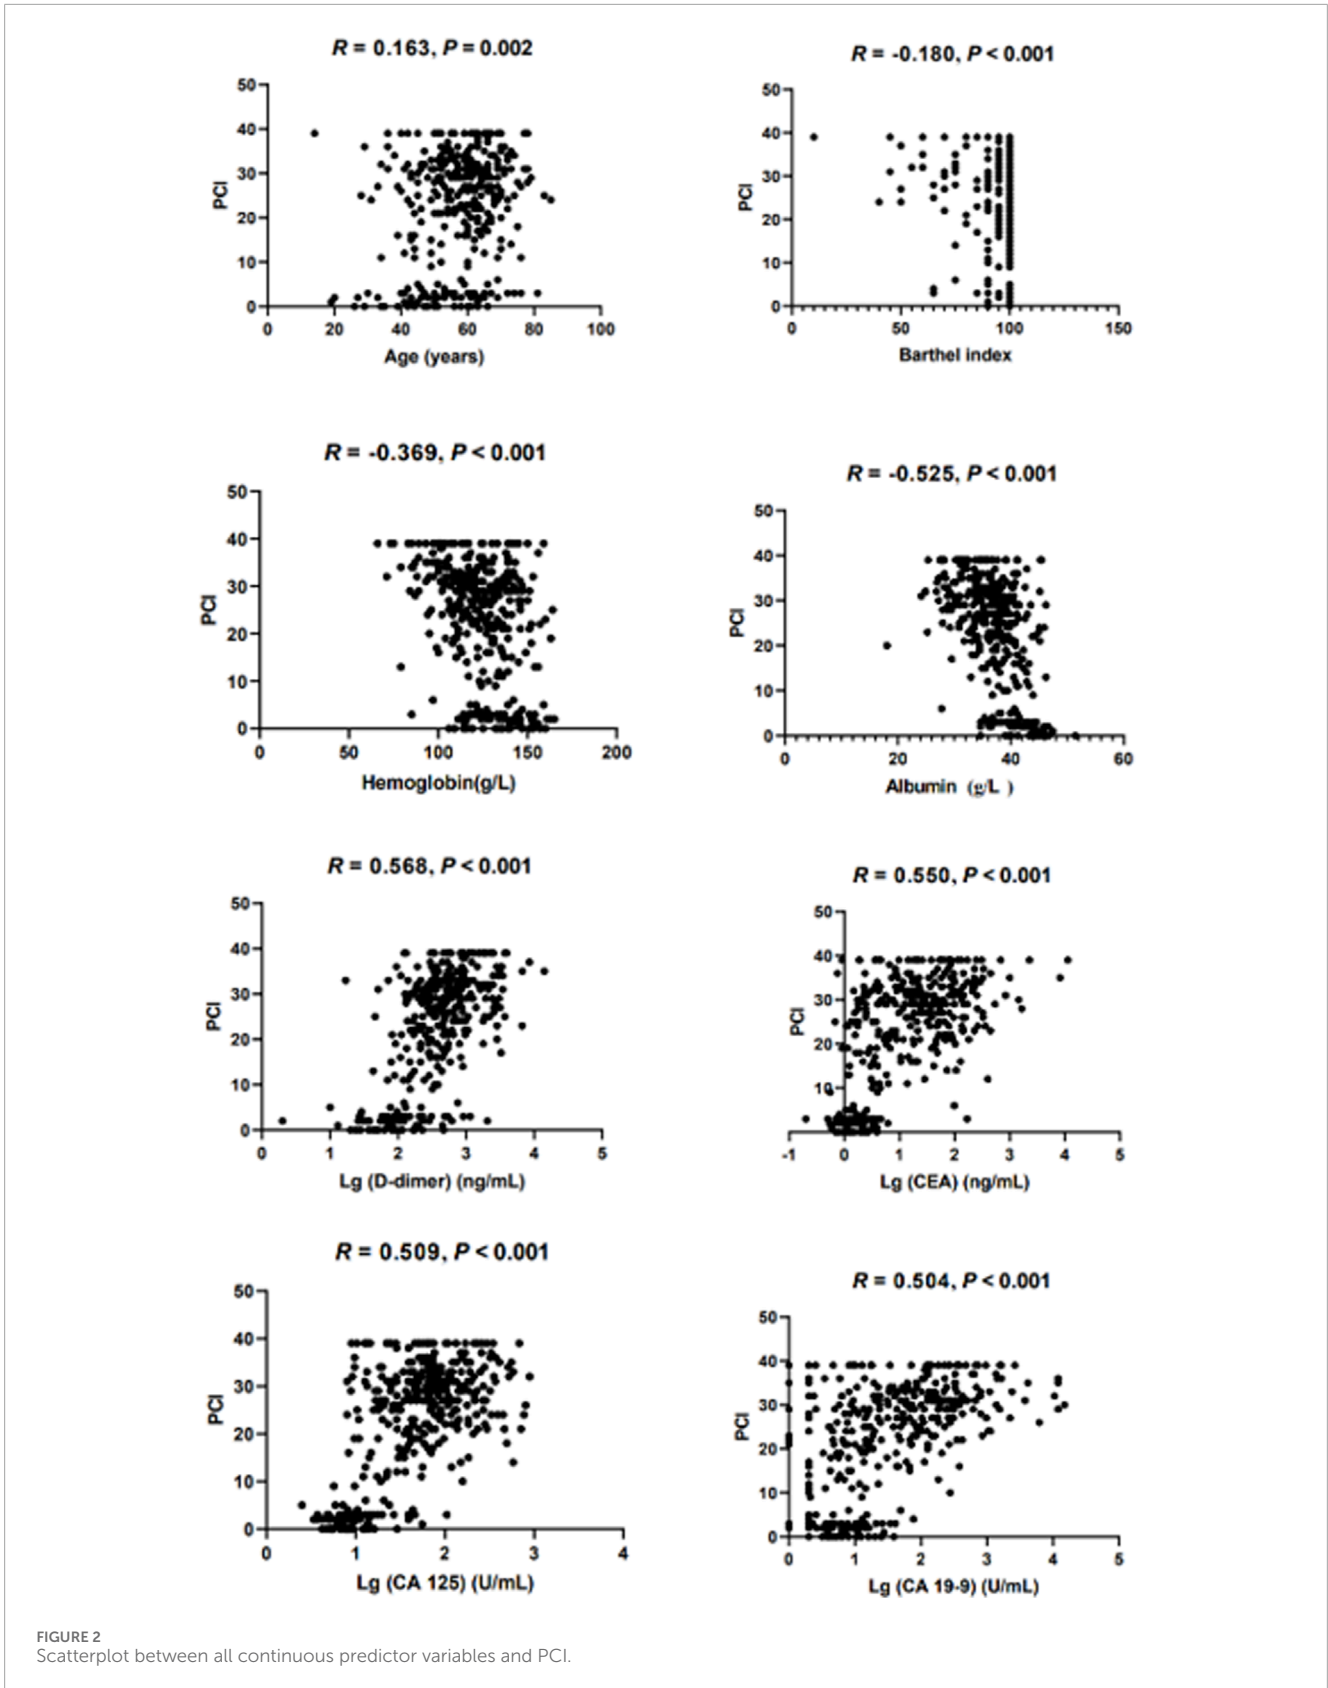 R = 0.163, P = 0.002
50
40
30
20
10
0
PCI
0 20 40 60 80 100
Age (years)
R = -0.180, P < 0.001
50
40
30
20
10
0
PCI
0 50 100 150
Barthel index
R = -0.369, P < 0.001
50
40
30
20
10
0
PCI
0 50 100 150 200
Hemoglobin(g/L)
R = -0.525, P < 0.001
50
40
30
20
10
0
PCI
0 20 40 60
Albumin (g/L )
R = 0.568, P < 0.001
50
40
30
20
10
0
PCI
0 1 2 3 4 5
Lg (D-dimer) (ng/mL)
R = 0.550, P < 0.001
50
40
30
20
10
PCI
-1 0 1 2 3 4 5
Lg (CEA) (ng/mL)
R = 0.509, P < 0.001
50
40
30
20
10
0
PCI
0 1 2 3 4
Lg (CA 125) (U/mL)
R = 0.504, P < 0.001
50
40
30
20
10
0
PCI
0 1 2 3 4 5
Lg (CA 19-9) (U/mL)
FIGURE 2
Scatterplot between all continuous predictor variables and PCI.